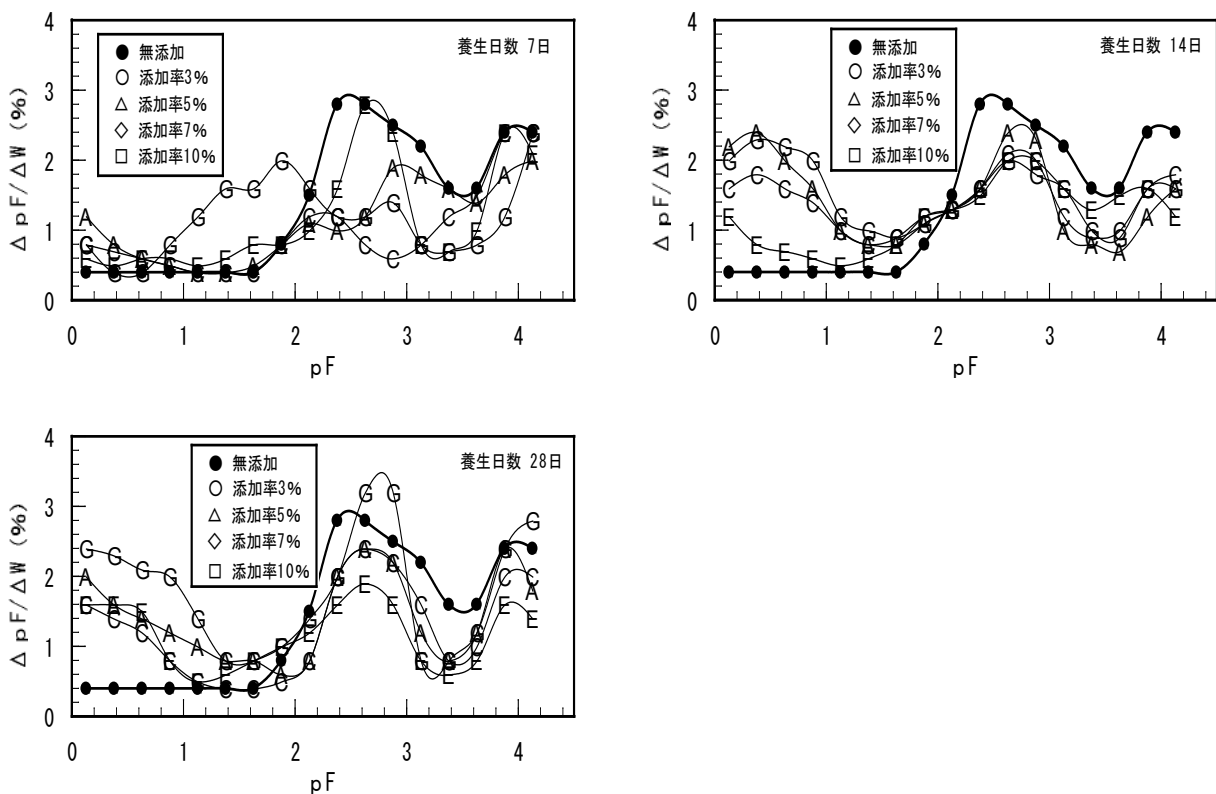 養生日数 7日
無添加
添加率3%
添加率5%
添加率7%
添加率10%
ΔpF/ΔW (%)
4
3
2
1
0
0 1 2 3 4
pF
養生日数 14日
無添加
添加率3%
添加率5%
添加率7%
添加率10%
ΔpF/ΔW (%)
4
3
2
1
0
0 1 2 3 4
pF
養生日数 28日
無添加
添加率3%
添加率5%
添加率7%
添加率10%
ΔpF/ΔW (%)
4
3
2
1
0
0 1 2 3 4
pF